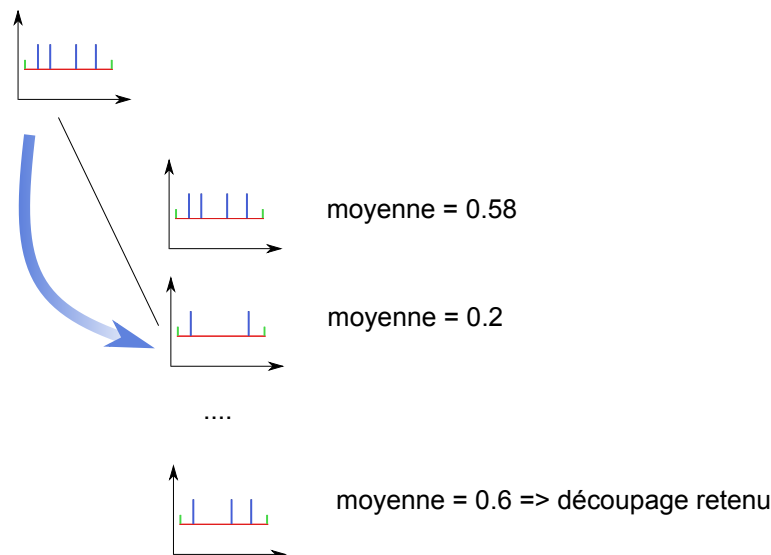 moyenne = 0.58
moyenne = 0.2
....
moyenne = 0.6 => découpage retenu